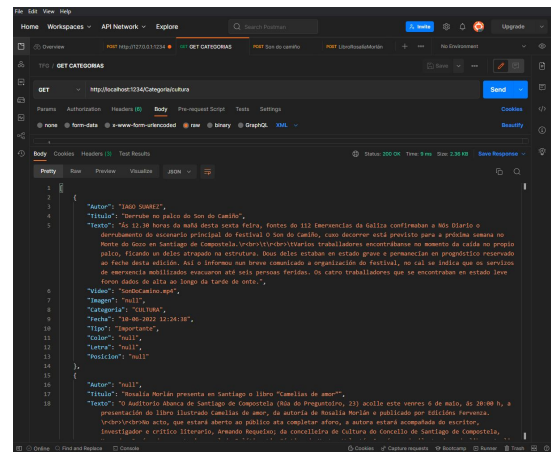 File Edit View Help
Home Workspaces API Network Explore Search Postman Invite Upgrade
Overview POST http://127.0.0.1:1234 GET GET CATEGORIAS POST Son do camiño POST LibroRosalíaMorlán + No Environment
TFG / GET CATEGORIAS Save
GET http://localhost:1234/Categoria/cultura Send
Params Authorization Headers (6) Body Pre-request Script Tests Settings Cookies
none form-data x-www-form-urlencoded raw binary GraphQL XML Beautify
1
Body Cookies Headers (3) Test Results Status: 200 OK Time: 9 ms Size: 2.36 KB Save Response
Pretty Raw Preview Visualize JSON
1 [
2 {
3 "Autor": "IAGO SUAREZ",
4 "Titulo": "Derrube no palco do Son do Camiño",
5 "Texto": "Ás 12.30 horas da mañá desta sexta feira, fontes do 112 Emerxencias da Galiza confirmaban a Nós Diario o
derrubamento do escenario principal do festival O Son do Camiño, cuxo decorrer está previsto para a próxima semana no
Monte do Gozo en Santiago de Compostela.\r<br>\t\r<br>\tVarios traballadores encontrábanse no momento da caída no propio
palco, ficando un deles atrapado na estrutura. Dous deles estaban en estado grave e permanecían en prognóstico reservado
ao feche desta edición. Así o informou nun breve comunicado a organización do festival, no cal se indica que os servizos
de emerxencia mobilizados evacuaron até seis persoas feridas. Os catro traballadores que se encontraban en estado leve
foron dados de alta ao longo da tarde de onte.",
6 "Video": "SonDoCamino.mp4",
7 "Imagen": "null",
8 "Categoria": "CULTURA",
9 "Fecha": "10-06-2022 12:24:38",
10 "Tipo": "Importante",
11 "Color": "null",
12 "Letra": "null",
13 "Posicion": "null"
14 },
15 {
16 "Autor": "null",
17 "Titulo": "Rosalía Morlán presenta en Santiago o libro “Camelias de amor”",
18 "Texto": "O Auditorio Abanca de Santiago de Compostela (Rúa do Preguntoiro, 23) acolle este venres 6 de maio, ás 20:00 h, a
presentación do libro ilustrado Camelias de amor, da autoría de Rosalía Morlán e publicado por Edicións Fervenza.
\r<br>\r<br>No acto, que estará aberto ao público ata completar aforo, a autora estará acompañada do escritor,
investigador e crítico literario, Armando Requeixo; da concelleira de Cultura do Concello de Santiago de Compostela,
Online Find and Replace Console Cookies Capture requests Bootcamp Runner Trash